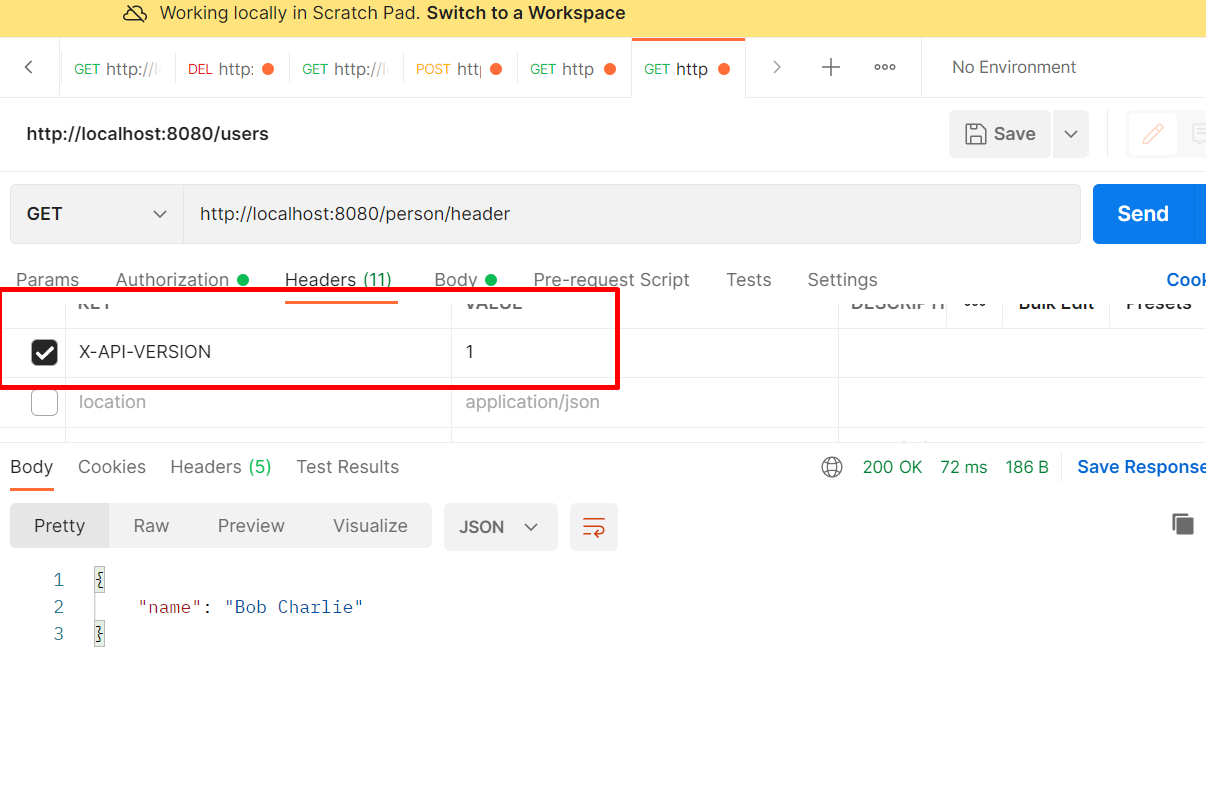 Working locally in Scratch Pad. Switch to a Workspace
GET http://l DEL http: GET http://l POST htt GET http GET http No Environment
http://localhost:8080/users Save
GET http://localhost:8080/person/header Send
Params Authorization Headers (11) Body Pre-request Script Tests Settings Cook
KEY VALUE DESCRIPTI Bulk Edit Presets
X-API-VERSION 1
location application/json
Body Cookies Headers (5) Test Results 200 OK 72 ms 186 B Save Response
Pretty Raw Preview Visualize JSON
1 {
2 "name": "Bob Charlie"
3 }